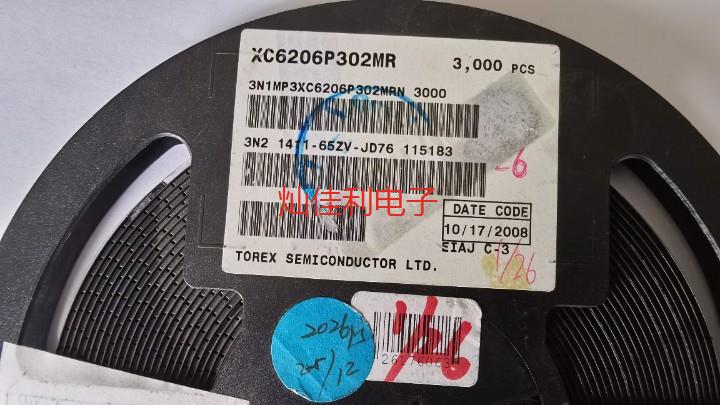 XC6206P302MR
3,000 PCS
3N1MP3XC6206P302MRN 3000
3N2 1411-65ZV-JD76 115183
灿佳利电子
DATE CODE
10/17/2008
EIAJ C-3
1/26
TOREX SEMICONDUCTOR LTD.